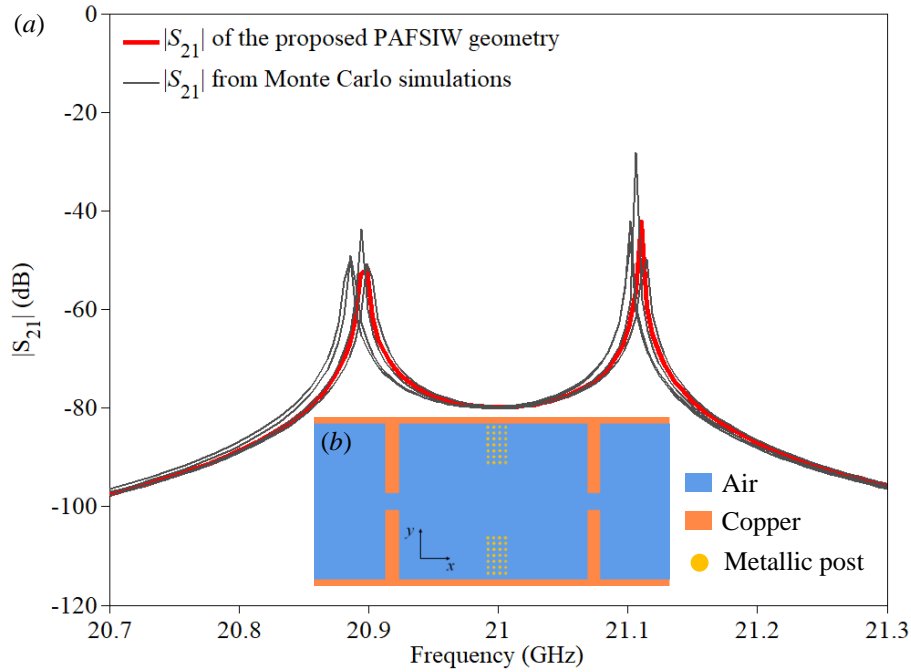 (a)
0
-20
-40
-60
-80
-100
-120
|S21| (dB)
|S21| of the proposed PAFSIW geometry
|S21| from Monte Carlo simulations
(b)
y
x
Air
Copper
Metallic post
20.7 20.8 20.9 21 21.1 21.2 21.3
Frequency (GHz)